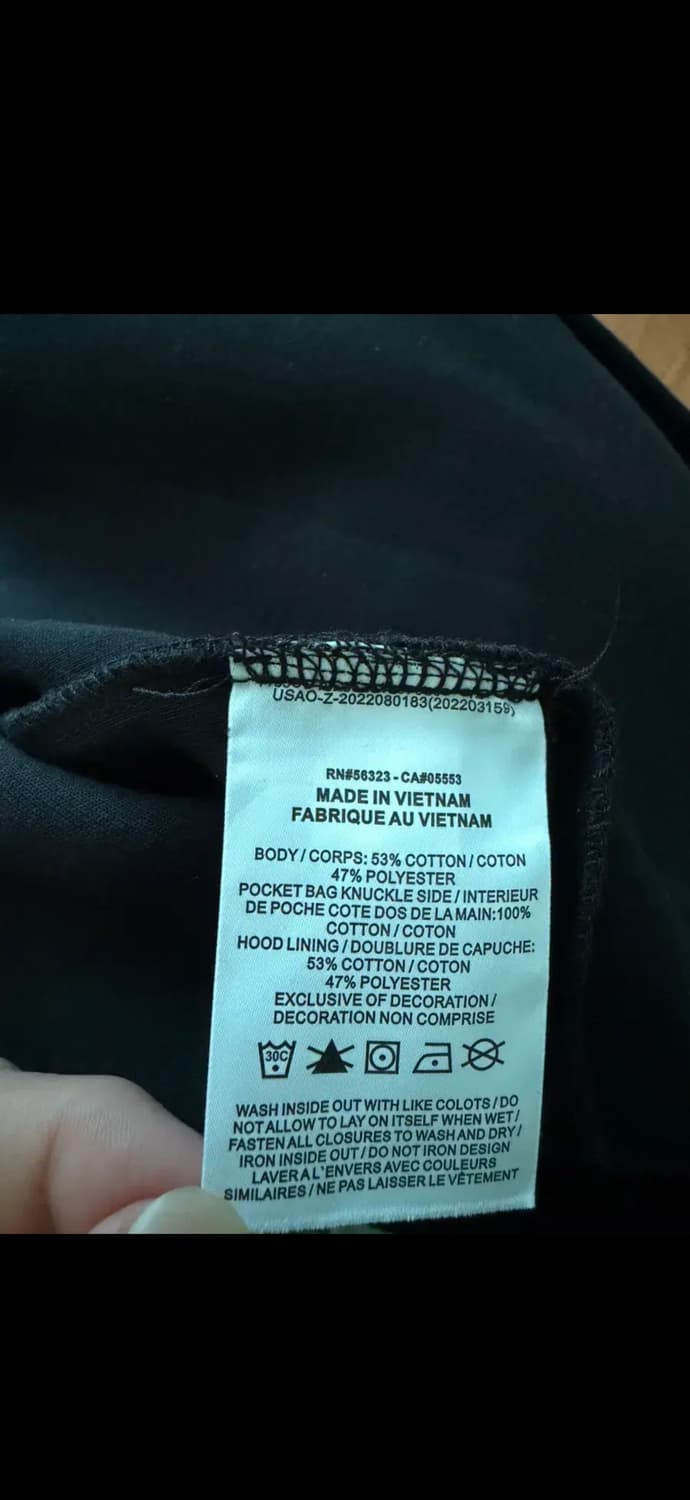 USAO-Z-2022080183(202203159)
RN#56323 - CA#05553
MADE IN VIETNAM
FABRIQUE AU VIETNAM
BODY / CORPS: 53% COTTON / COTON
47% POLYESTER
POCKET BAG KNUCKLE SIDE / INTERIEUR
DE POCHE COTE DOS DE LA MAIN:100%
COTTON / COTON
HOOD LINING / DOUBLURE DE CAPUCHE:
53% COTTON / COTON
47% POLYESTER
EXCLUSIVE OF DECORATION /
DECORATION NON COMPRISE
30C
WASH INSIDE OUT WITH LIKE COLOTS / DO
NOT ALLOW TO LAY ON ITSELF WHEN WET /
FASTEN ALL CLOSURES TO WASH AND DRY /
IRON INSIDE OUT / DO NOT IRON DESIGN
LAVER A L'ENVERS AVEC COULEURS
SIMILAIRES / NE PAS LAISSER LE VÊTEMENT